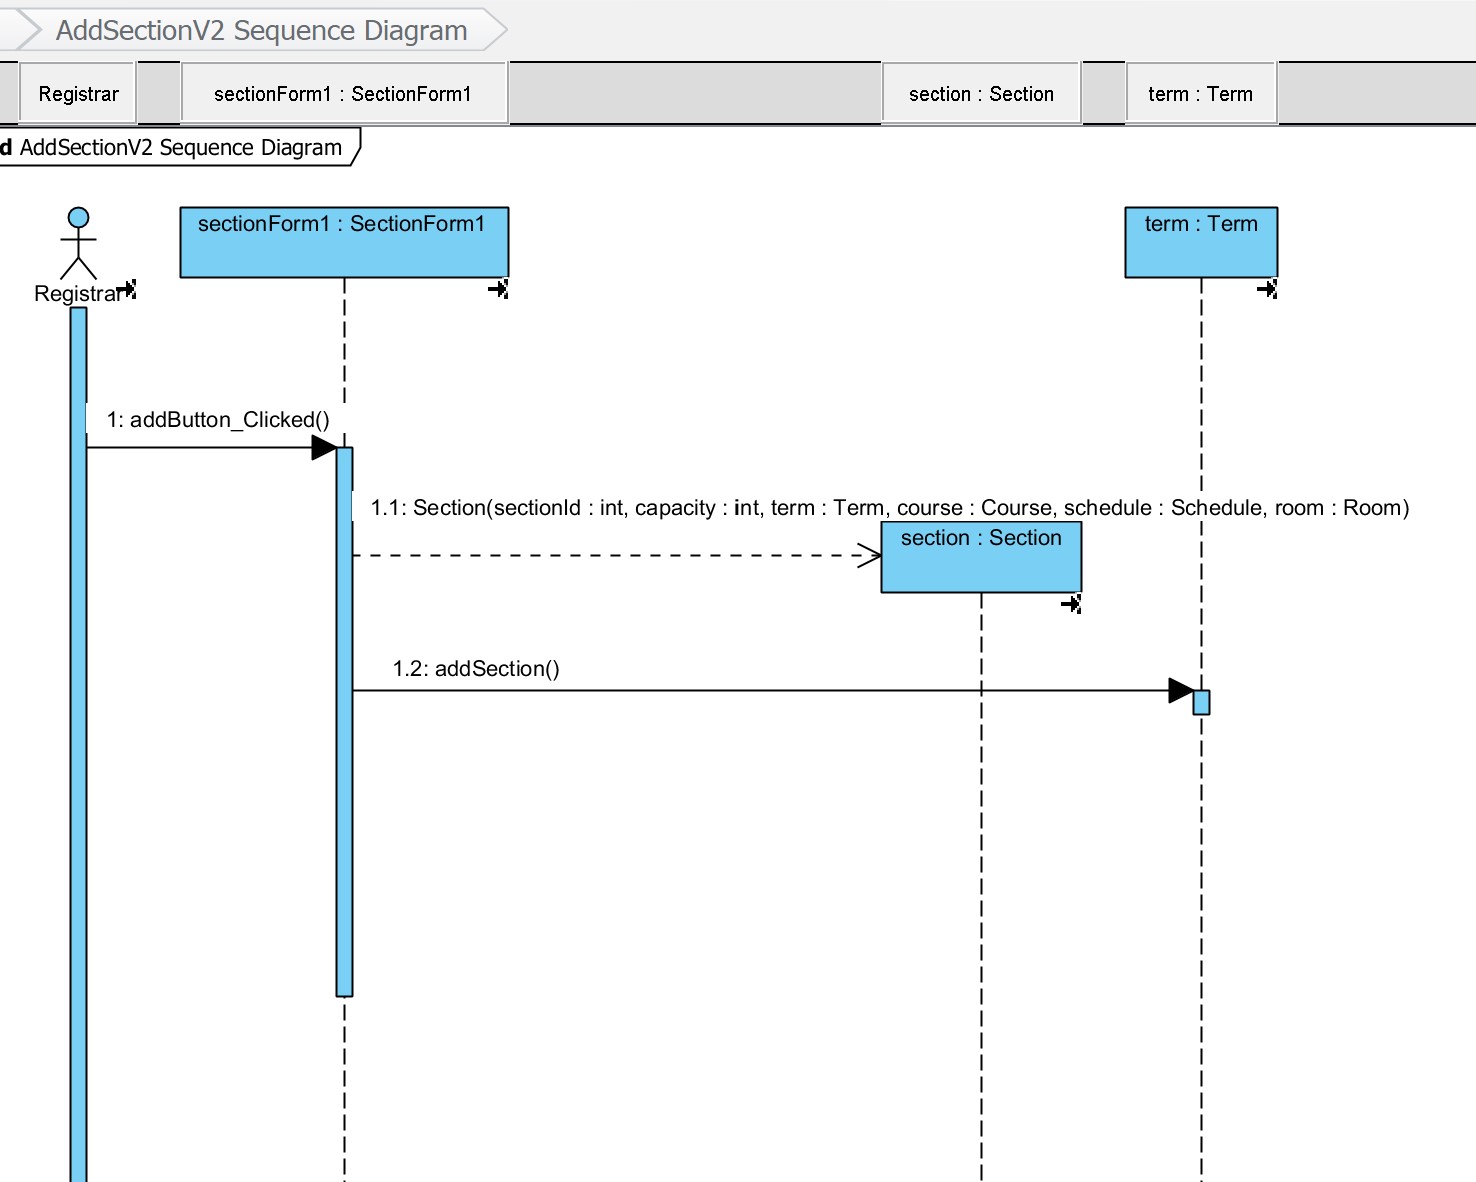 AddSectionV2 Sequence Diagram
Registrar
sectionForm1 : SectionForm1
section : Section
term : Term
d AddSectionV2 Sequence Diagram
sectionForm1 : SectionForm1
term : Term
Registrar
1: addButton_Clicked()
1.1: Section(sectionId : int, capacity : int, term : Term, course : Course, schedule : Schedule, room : Room)
section : Section
1.2: addSection()